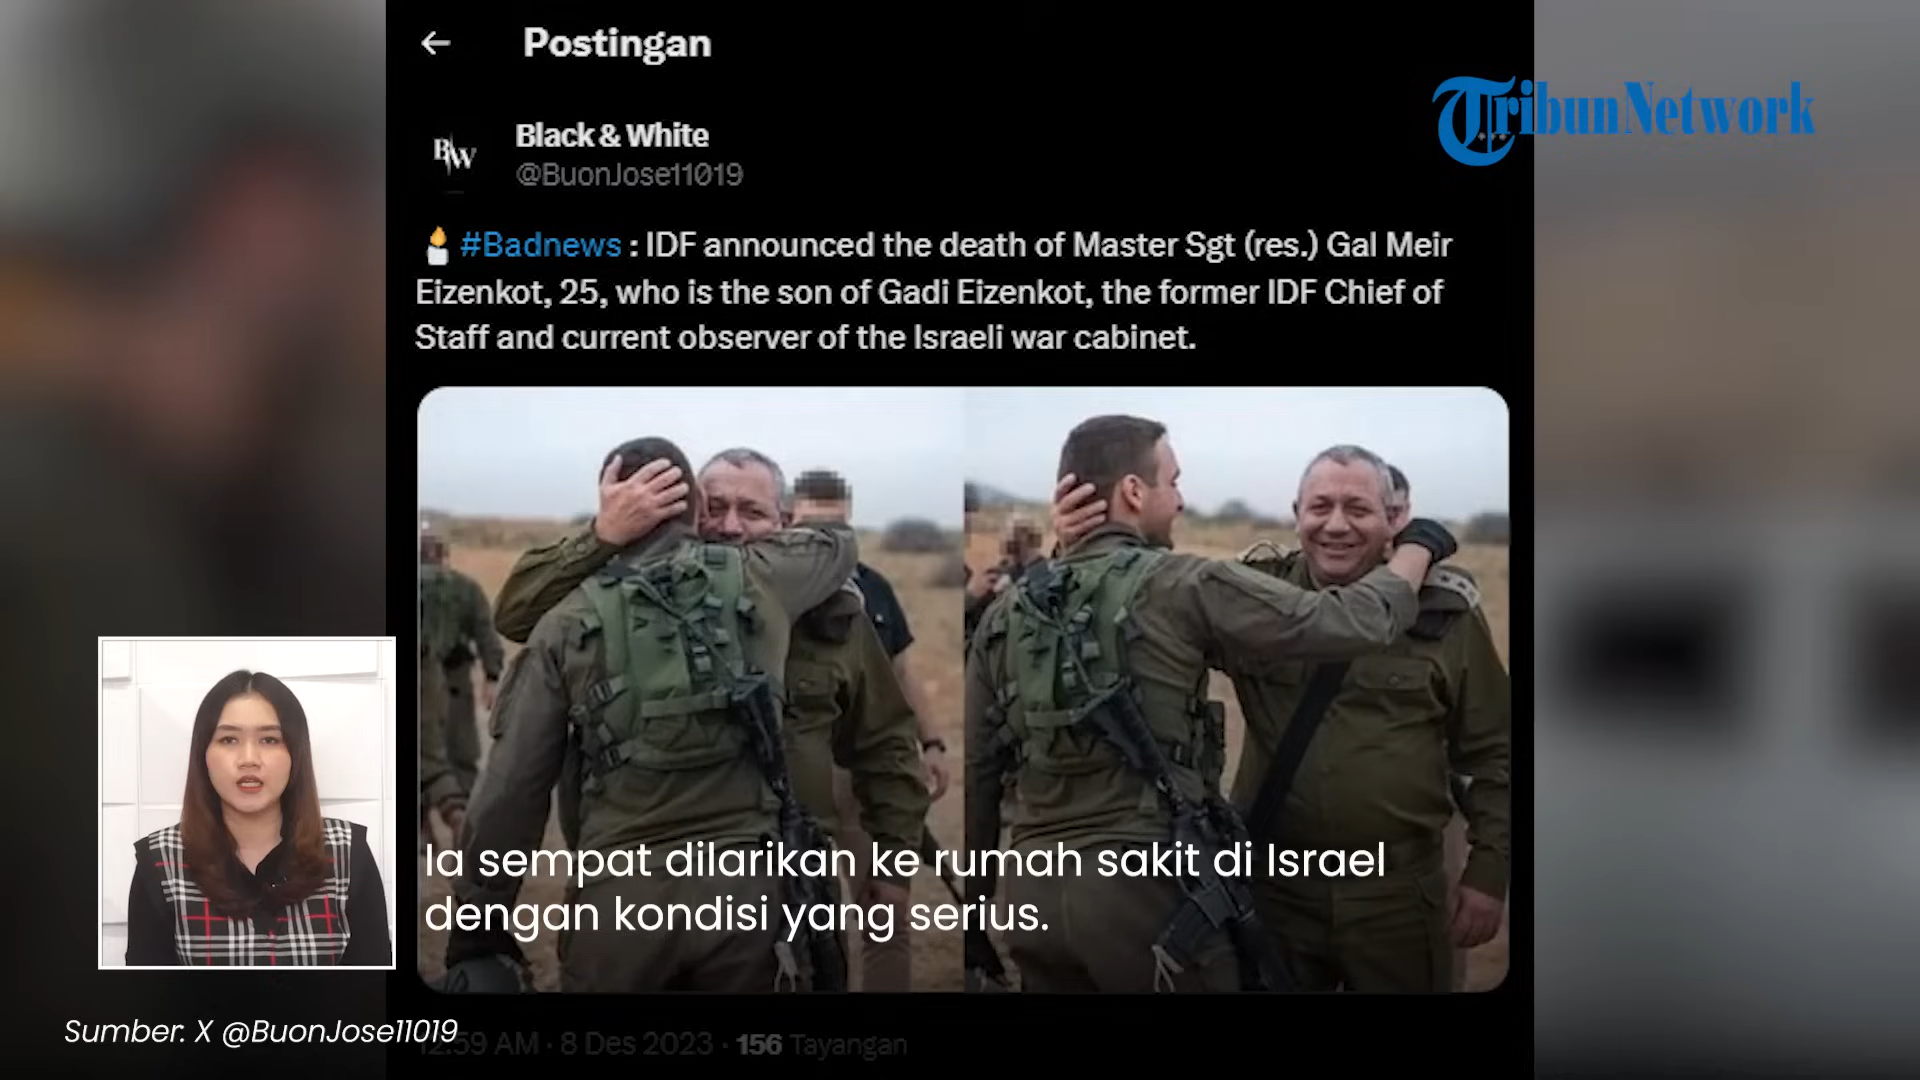 Postingan
TribunNetwork
BW
Black & White
@BuonJose11019
#Badnews : IDF announced the death of Master Sgt (res.) Gal Meir
Eizenkot, 25, who is the son of Gadi Eizenkot, the former IDF Chief of
Staff and current observer of the Israeli war cabinet.
Ia sempat dilarikan ke rumah sakit di Israel
dengan kondisi yang serius.
Sumber: X @BuonJose11019
12:59 AM · 8 Des 2023 · 156 Tayangan